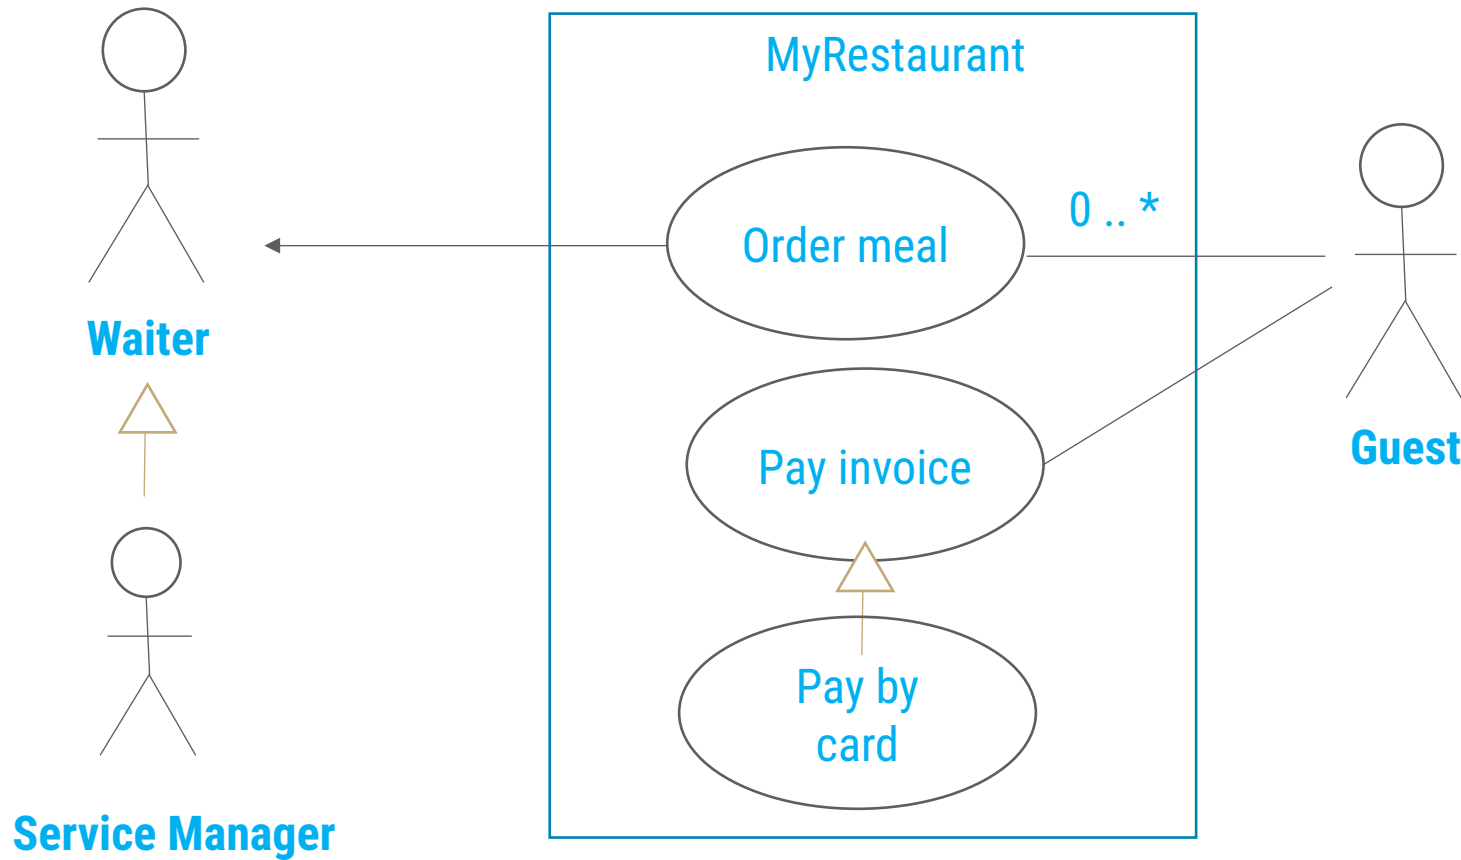 MyRestaurant
Order meal
0 .. *
Waiter
Pay invoice
Guest
Pay by
card
Service Manager